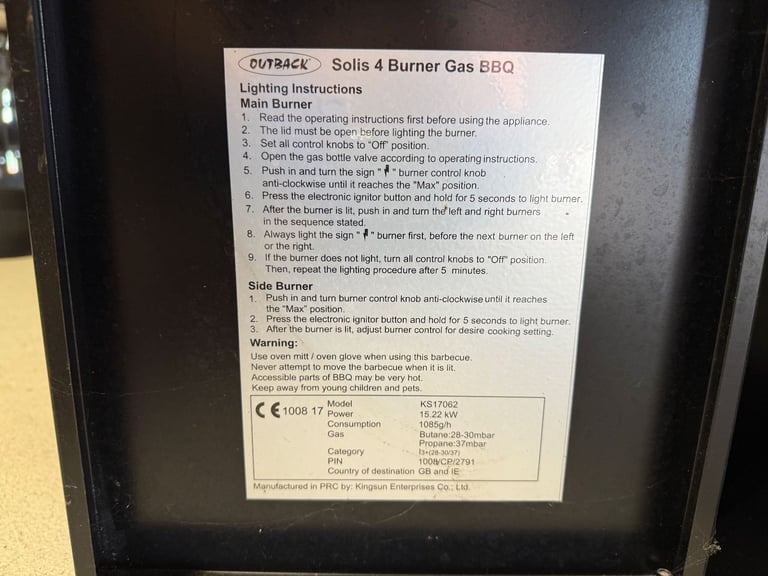 OUTBACK Solis 4 Burner Gas BBQ
Lighting Instructions
Main Burner
1. Read the operating instructions first before using the appliance.
2. The lid must be open before lighting the burner.
3. Set all control knobs to "Off" position.
4. Open the gas bottle valve according to operating instructions.
5. Push in and turn the sign " " burner control knob
anti-clockwise until it reaches the "Max" position.
6. Press the electronic ignitor button and hold for 5 seconds to light burner.
7. After the burner is lit, push in and turn the left and right burners
in the sequence stated.
8. Always light the sign " " burner first, before the next burner on the left
or the right.
9. If the burner does not light, turn all control knobs to "Off" position.
Then, repeat the lighting procedure after 5 minutes.
Side Burner
1. Push in and turn burner control knob anti-clockwise until it reaches
the "Max" position.
2. Press the electronic ignitor button and hold for 5 seconds to light burner.
3. After the burner is lit, adjust burner control for desire cooking setting.
Warning:
Use oven mitt / oven glove when using this barbecue.
Never attempt to move the barbecue when it is lit.
Accessible parts of BBQ may be very hot.
Keep away from young children and pets.
CE 1008 17
Model KS17062
Power 15.22 kW
Consumption 1085g/h
Gas Butane:28-30mbar
Propane:37mbar
Category I3+(28-30/37)
PIN 1008/CP/2791
Country of destination GB and IE
Manufactured in PRC by: Kingsun Enterprises Co., Ltd.